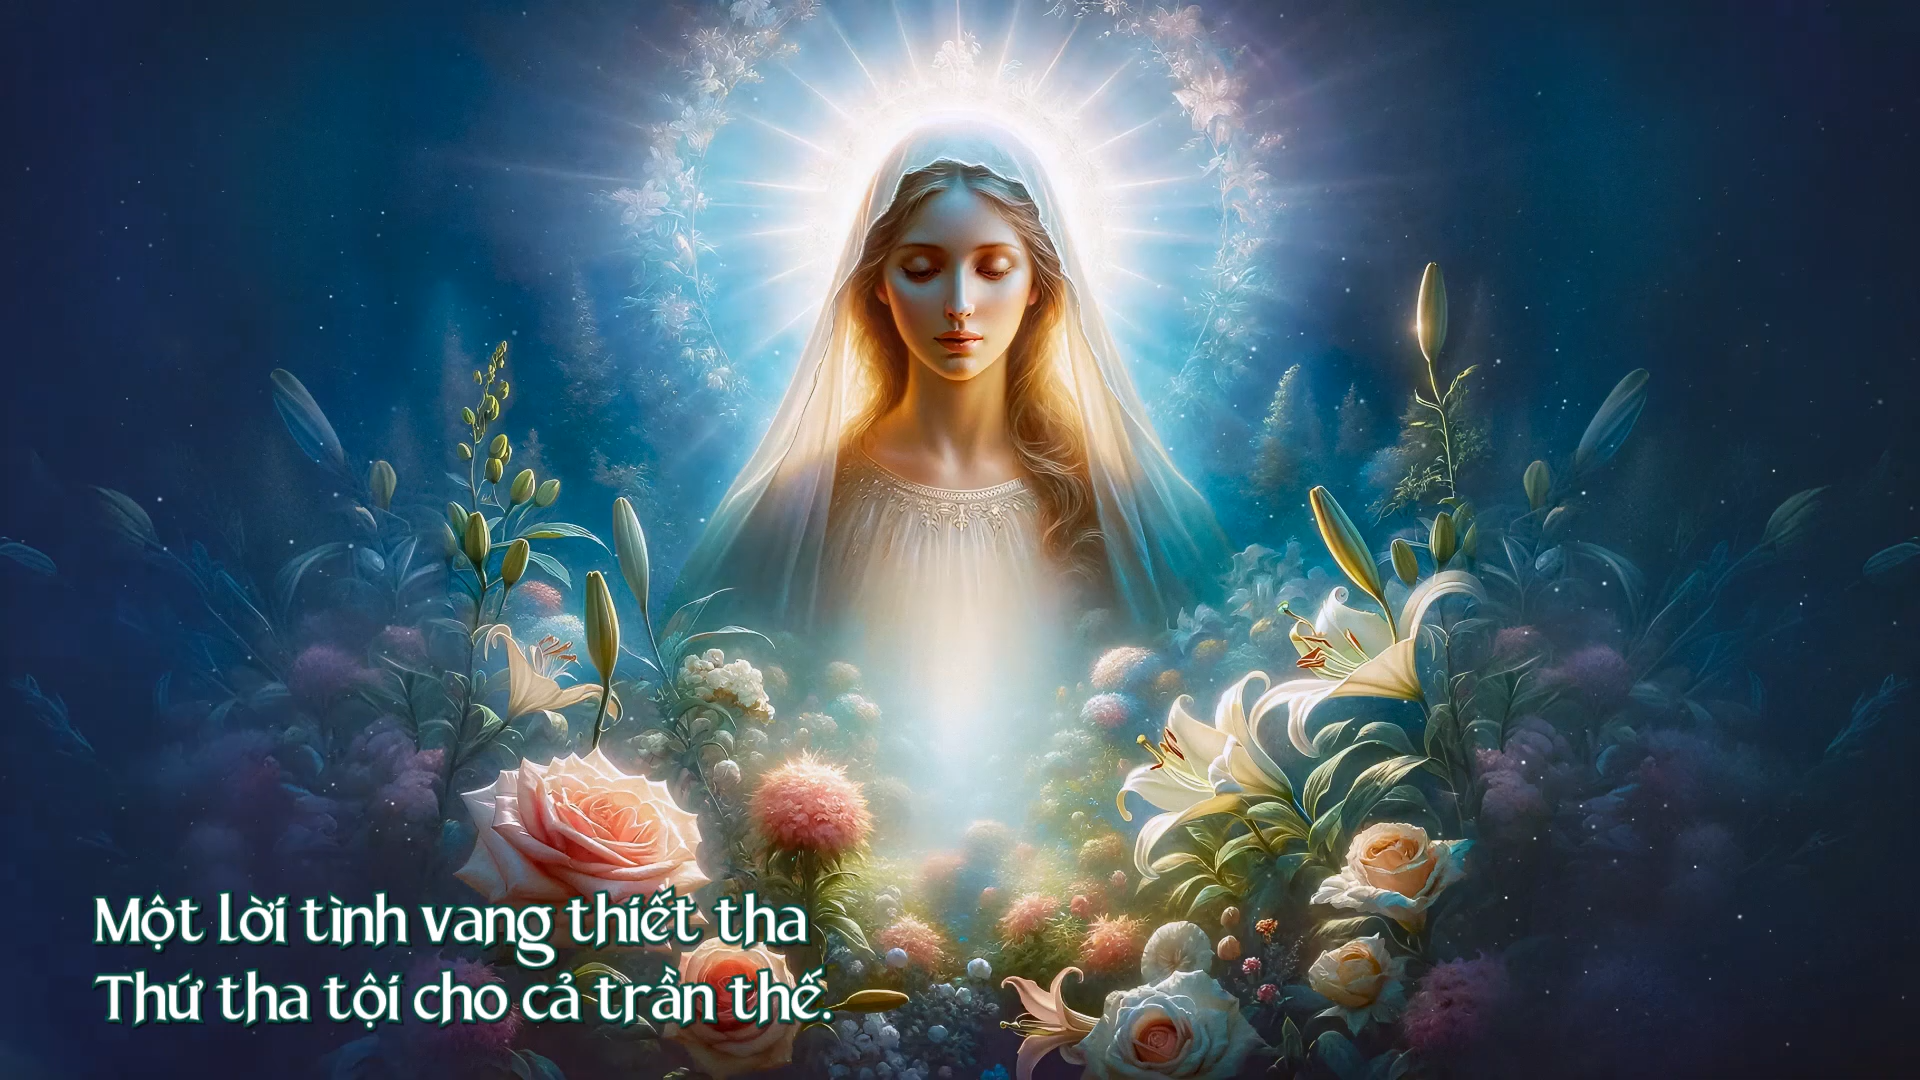 Một lời tình vang thiết tha
Thứ tha tội cho cả trần thế.